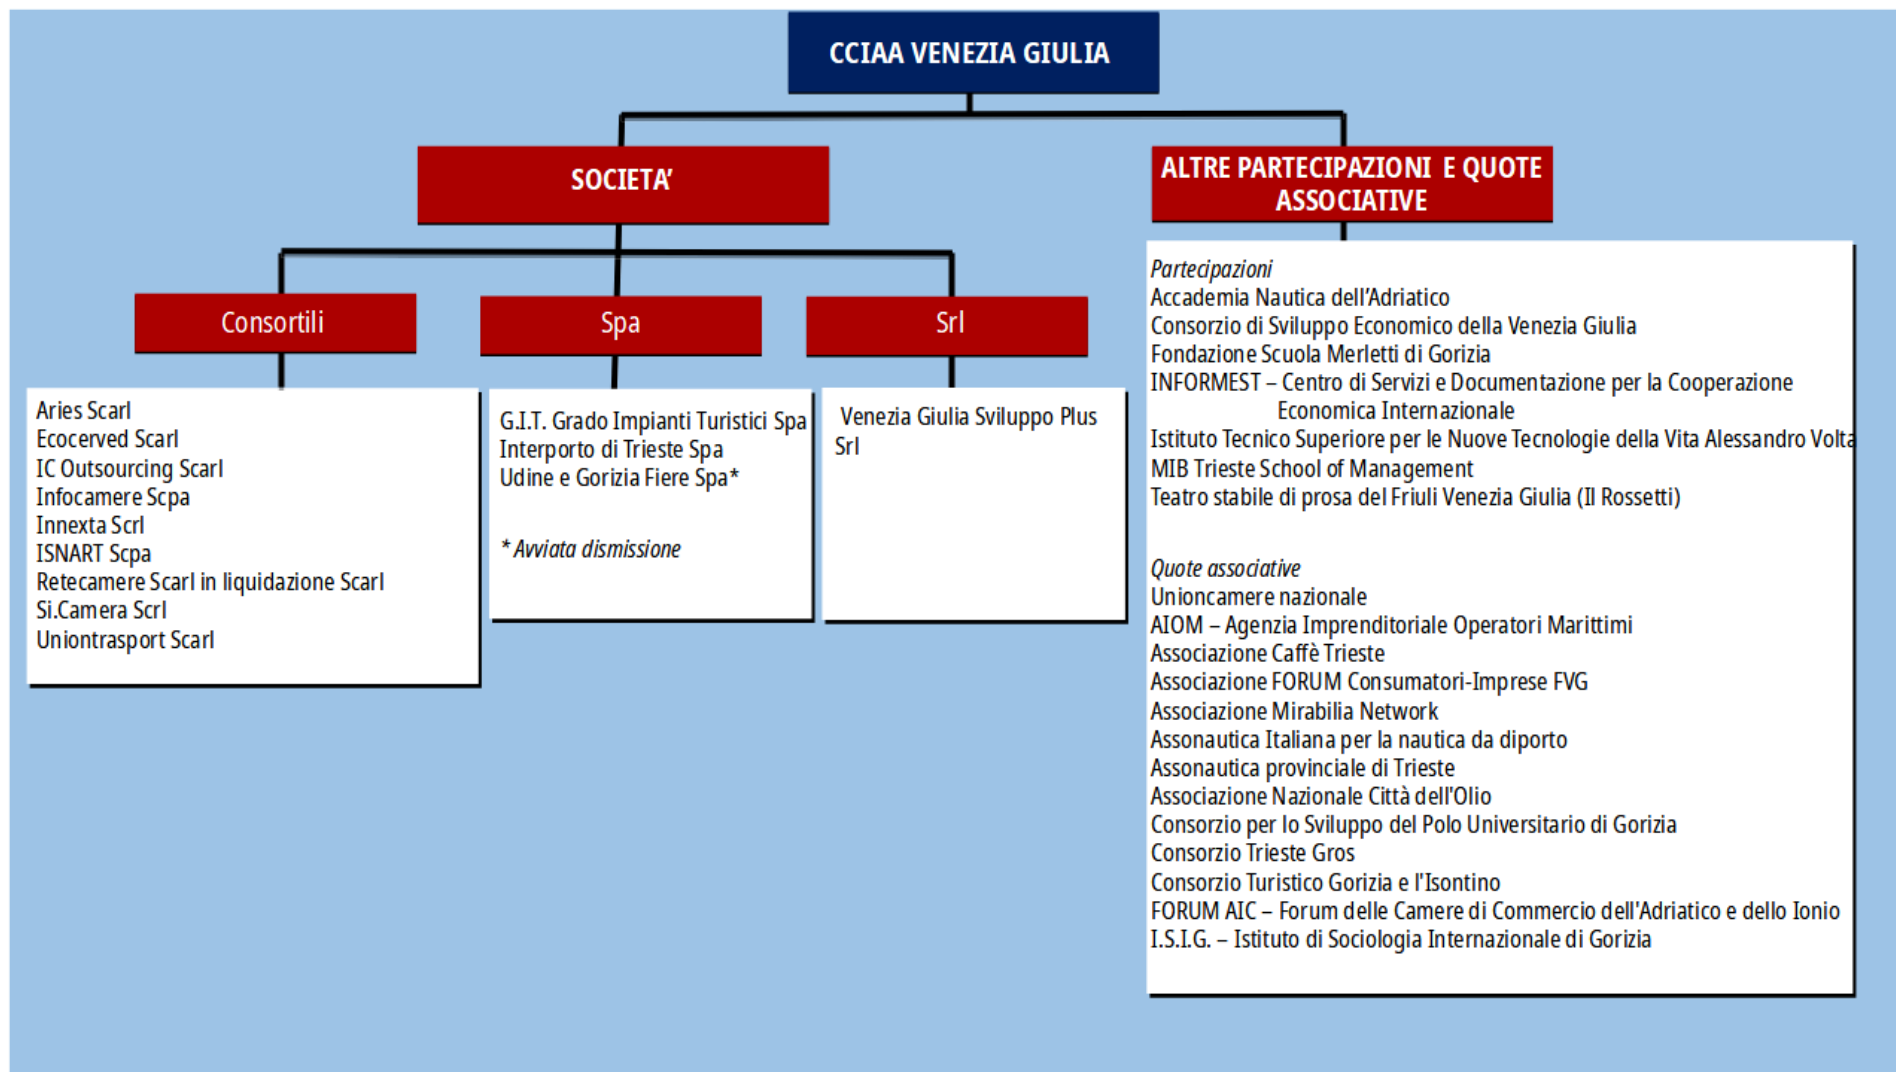 CCIAA VENEZIA GIULIA
SOCIETA’
ALTRE PARTECIPAZIONI E QUOTE
ASSOCIATIVE
Consortili
Spa
Srl
Aries Scarl
Ecocerved Scarl
IC Outsourcing Scarl
Infocamere Scpa
Innexta Scrl
ISNART Scpa
Retecamere Scarl in liquidazione Scarl
Si.Camera Scrl
Uniontrasport Scarl
G.I.T. Grado Impianti Turistici Spa
Interporto di Trieste Spa
Udine e Gorizia Fiere Spa*
* Avviata dismissione
Venezia Giulia Sviluppo Plus
Srl
Partecipazioni
Accademia Nautica dell’Adriatico
Consorzio di Sviluppo Economico della Venezia Giulia
Fondazione Scuola Merletti di Gorizia
INFORMEST – Centro di Servizi e Documentazione per la Cooperazione
Economica Internazionale
Istituto Tecnico Superiore per le Nuove Tecnologie della Vita Alessandro Volta
MIB Trieste School of Management
Teatro stabile di prosa del Friuli Venezia Giulia (Il Rossetti)
Quote associative
Unioncamere nazionale
AIOM – Agenzia Imprenditoriale Operatori Marittimi
Associazione Caffè Trieste
Associazione FORUM Consumatori-Imprese FVG
Associazione Mirabilia Network
Assonautica Italiana per la nautica da diporto
Assonautica provinciale di Trieste
Associazione Nazionale Città dell'Olio
Consorzio per lo Sviluppo del Polo Universitario di Gorizia
Consorzio Trieste Gros
Consorzio Turistico Gorizia e l'Isontino
FORUM AIC – Forum delle Camere di Commercio dell'Adriatico e dello Ionio
I.S.I.G. – Istituto di Sociologia Internazionale di Gorizia